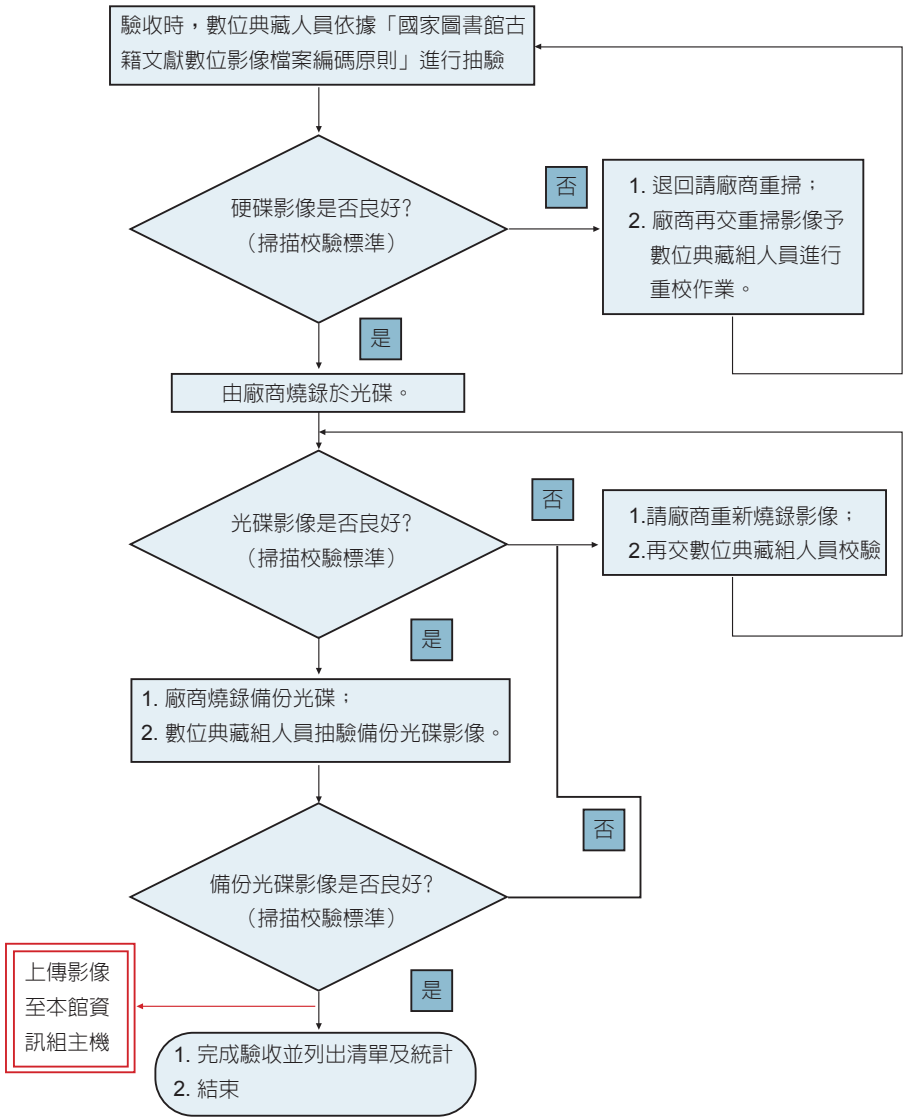 驗收時，數位典藏人員依據「國家圖書館古
籍文獻數位影像檔案編碼原則」進行抽驗
硬碟影像是否良好?
（掃描校驗標準）
否
1. 退回請廠商重掃；
2. 廠商再交重掃影像予
數位典藏組人員進行
重校作業。
是
由廠商燒錄於光碟。
光碟影像是否良好?
（掃描校驗標準）
否
1.請廠商重新燒錄影像；
2.再交數位典藏組人員校驗
是
1. 廠商燒錄備份光碟；
2. 數位典藏組人員抽驗備份光碟影像。
備份光碟影像是否良好?
（掃描校驗標準）
否
是
上傳影像
至本館資
訊組主機
1. 完成驗收並列出清單及統計
2. 結束